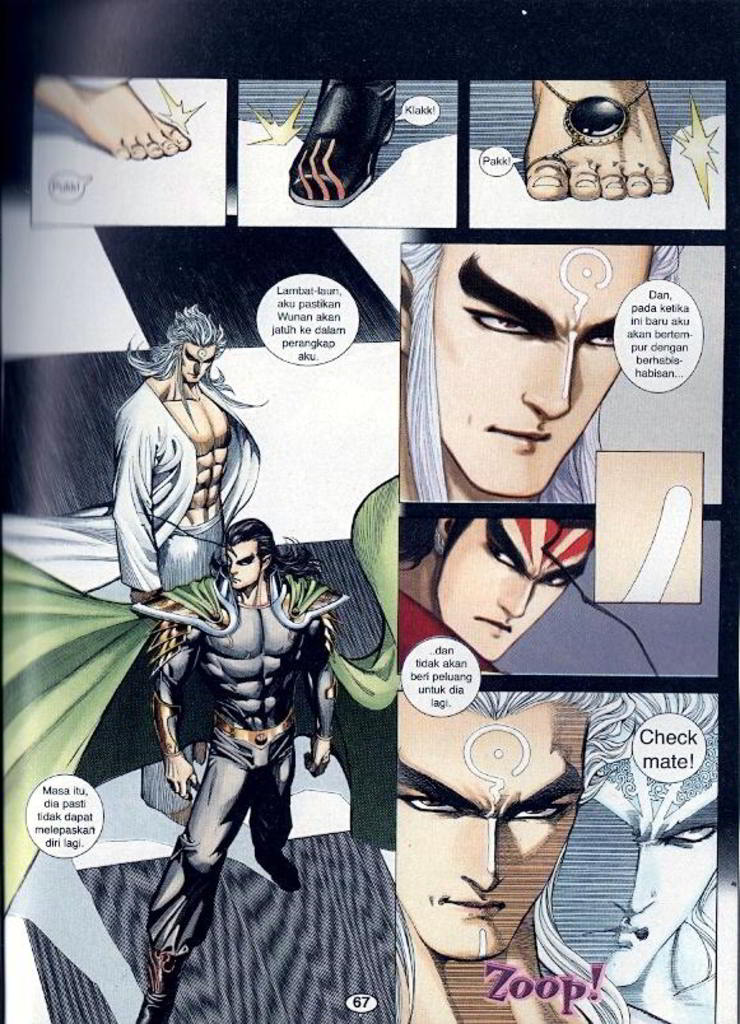 Pukk!
Klakk!
Pakk!
Lambat-laun,
aku pastikan
Wunan akan
jatuh ke dalam
perangkap
aku.
Dan,
pada ketika
ini baru aku
akan bertem-
pur dengan
berhabis-
habisan...
..dan
tidak akan
beri peluang
untuk dia
lagi.
Check
mate!
Masa itu,
dia pasti
tidak dapat
melepaskan
diri lagi.
Zoop!
67